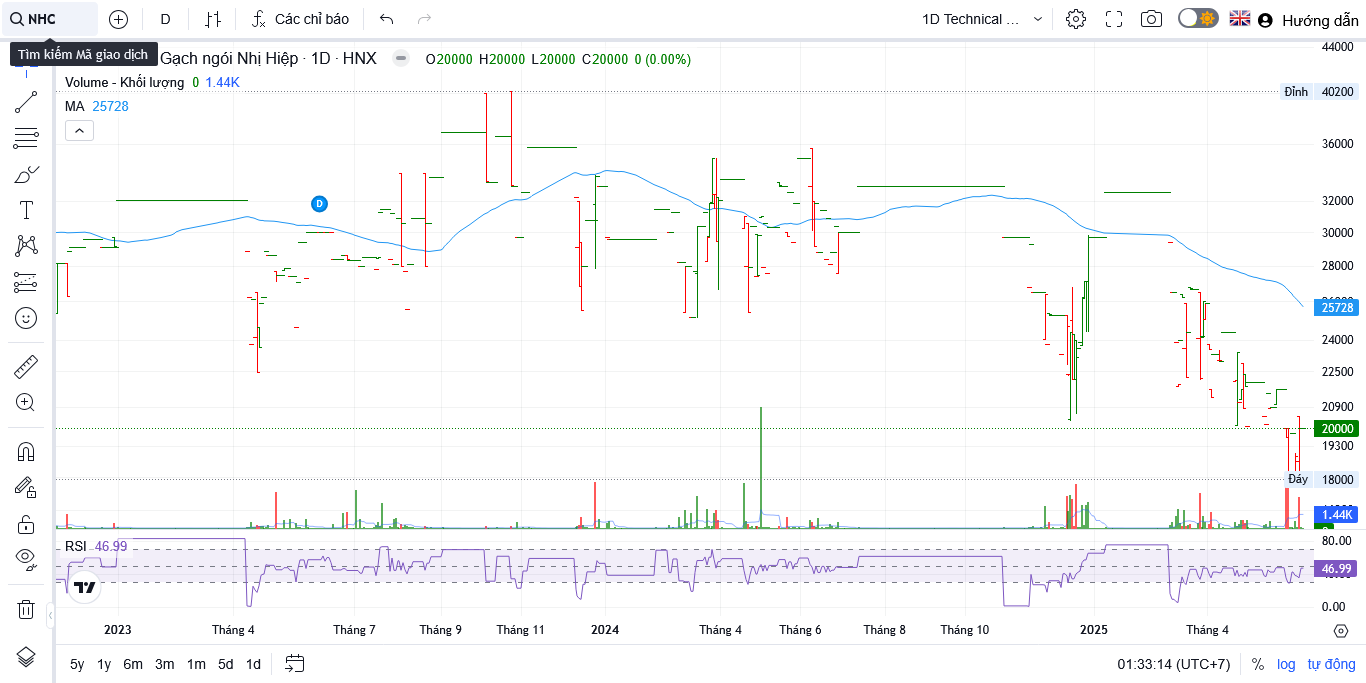 NHC
D
Các chỉ báo
1D Technical ...
Hướng dẫn
Tìm kiếm Mã giao dịch
Gạch ngói Nhị Hiệp · 1D · HNX
O20000 H20000 L20000 C20000 0 (0.00%)
Volume - Khối lượng 0 1.44K
MA 25728
44000
Đỉnh 40200
36000
32000
30000
28000
25728
24000
22500
20900
20000
19300
Đáy 18000
1.44K
D
RSI 46.99
80.00
46.99
0.00
2023
Tháng 4
Tháng 7
Tháng 9
Tháng 11
2024
Tháng 4
Tháng 6
Tháng 8
Tháng 10
2025
Tháng 4
5y 1y 6m 3m 1m 5d 1d
01:33:14 (UTC+7)
% log tự động